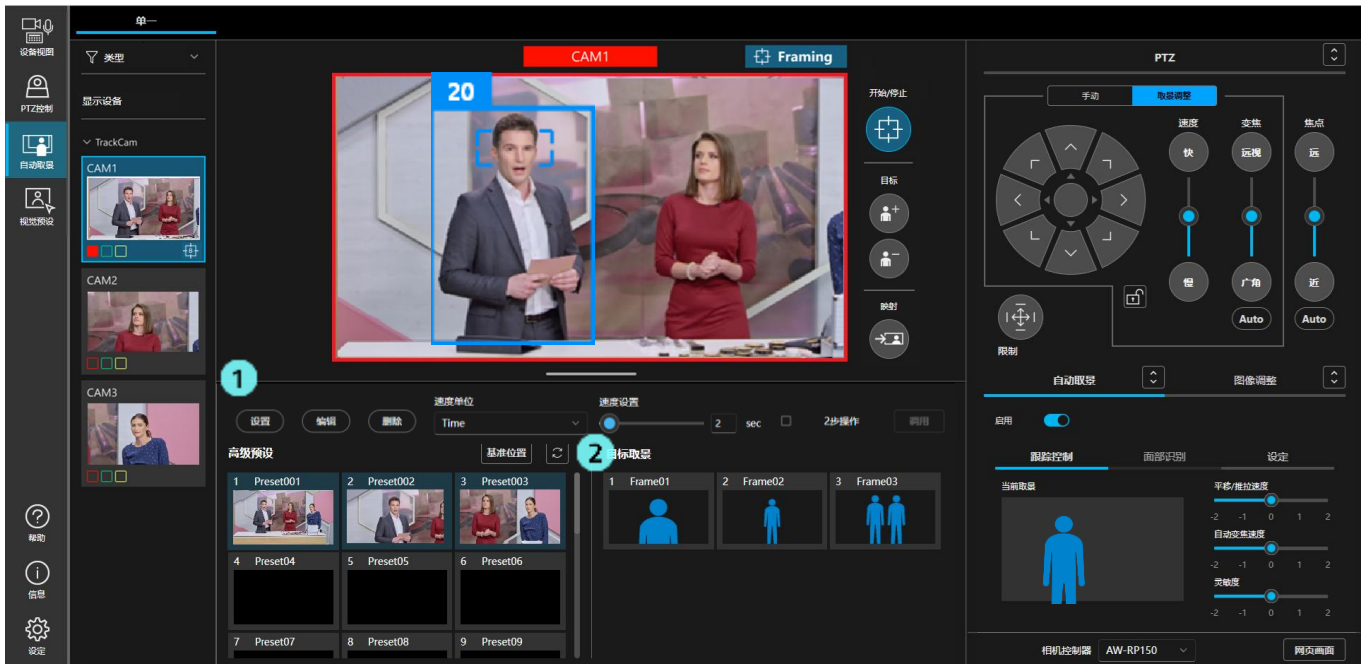 单一
设备视图
PTZ控制
自动取景
视觉预设
帮助
信息
设定
类型
显示设备
TrackCam
CAM1
CAM2
CAM3
CAM1
Framing
20
开始/停止
目标
映射
1
设置
编辑
删除
速度单位
Time
速度设置
2
sec
2步操作
调用
高级预设
基准位置
2
目标取景
1 Preset001
2 Preset002
3 Preset003
4 Preset04
5 Preset05
6 Preset06
7 Preset07
8 Preset08
9 Preset09
1 Frame01
2 Frame02
3 Frame03
PTZ
手动
取景调整
速度
变焦
焦点
快
远摄
远
慢
广角
近
Auto
Auto
限制
自动取景
图像调整
启用
跟踪控制
面部识别
设定
当前取景
平移/推拉速度
-2 -1 0 1 2
自动变焦速度
-2 -1 0 1 2
灵敏度
-2 -1 0 1 2
相机控制器
AW-RP150
网页画面